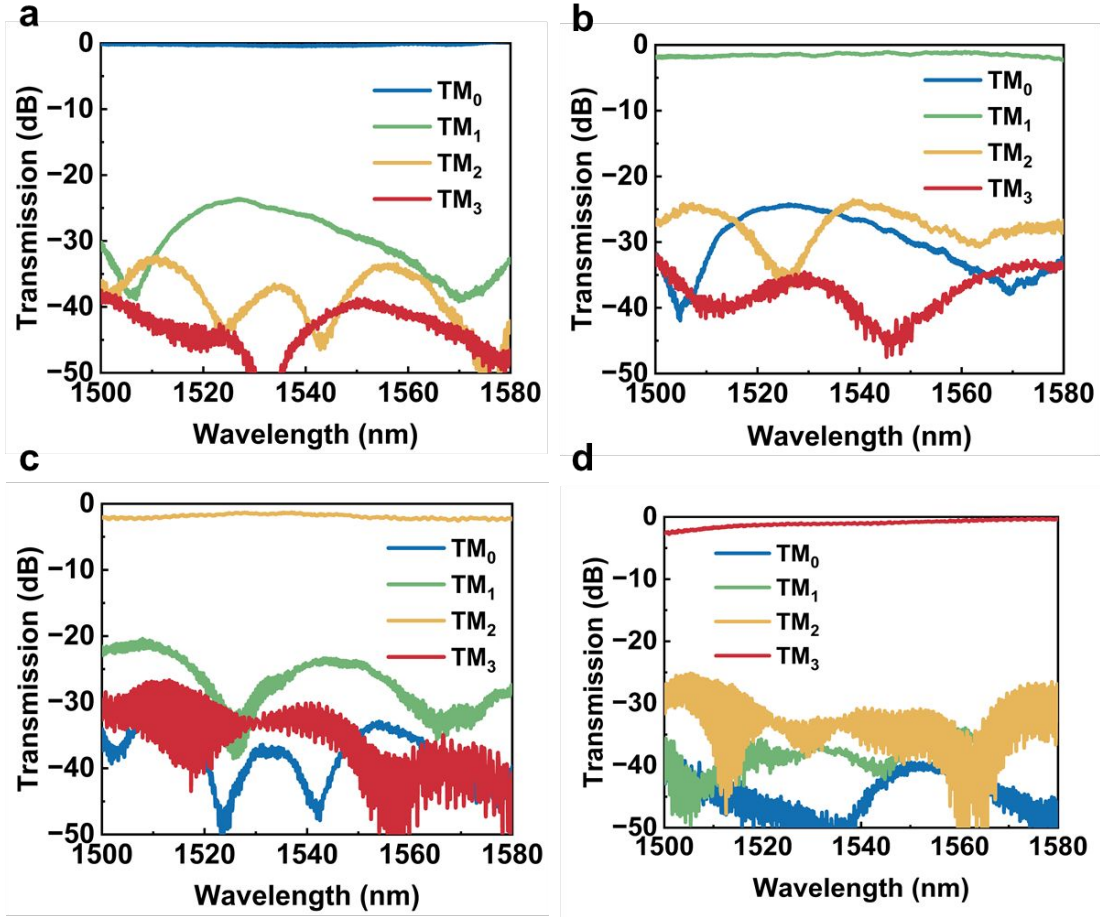 a
0
−10
−20
−30
−40
−50
Transmission (dB)
TM₀
TM₁
TM₂
TM₃
1500 1520 1540 1560 1580
Wavelength (nm)
b
0
−10
−20
−30
−40
−50
Transmission (dB)
TM₀
TM₁
TM₂
TM₃
1500 1520 1540 1560 1580
Wavelength (nm)
c
0
−10
−20
−30
−40
−50
Transmission (dB)
TM₀
TM₁
TM₂
TM₃
1500 1520 1540 1560 1580
Wavelength (nm)
d
0
−10
−20
−30
−40
−50
Transmission (dB)
TM₀
TM₁
TM₂
TM₃
1500 1520 1540 1560 1580
Wavelength (nm)